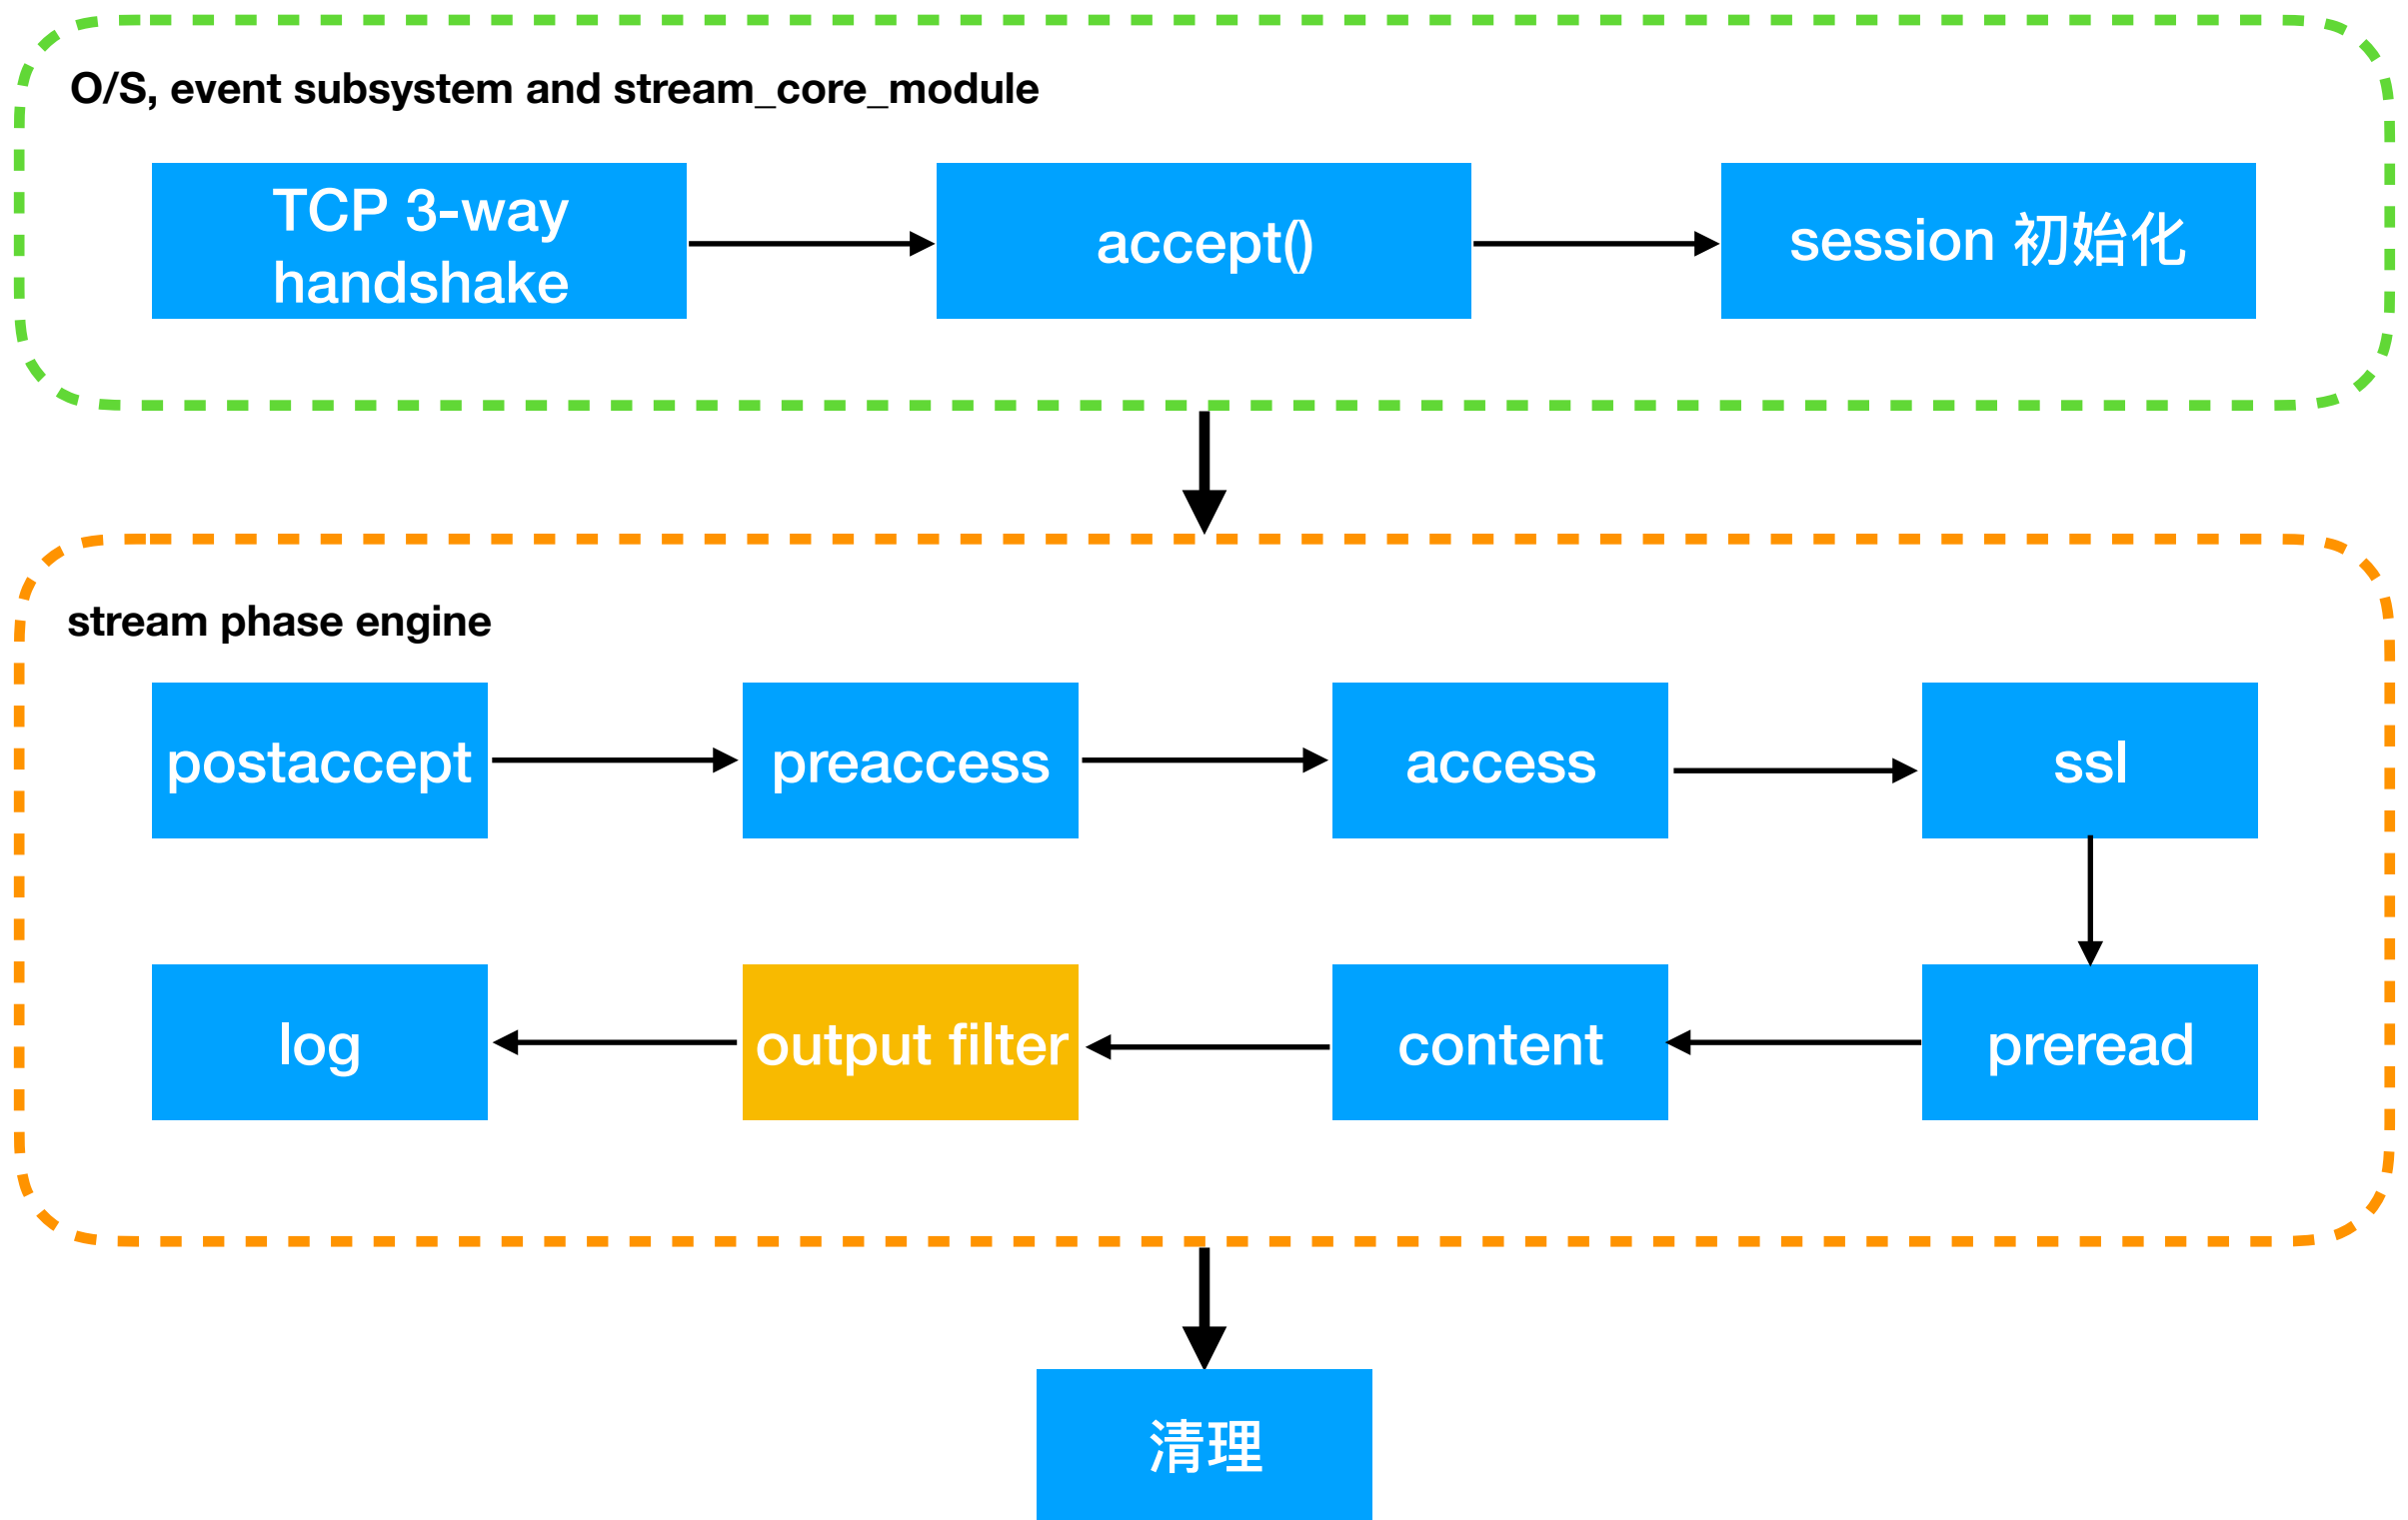 O/S, event subsystem and stream_core_module
TCP 3-way
handshake
accept()
session 初始化
stream phase engine
postaccept
preaccess
access
ssl
log
output filter
content
preread
清理